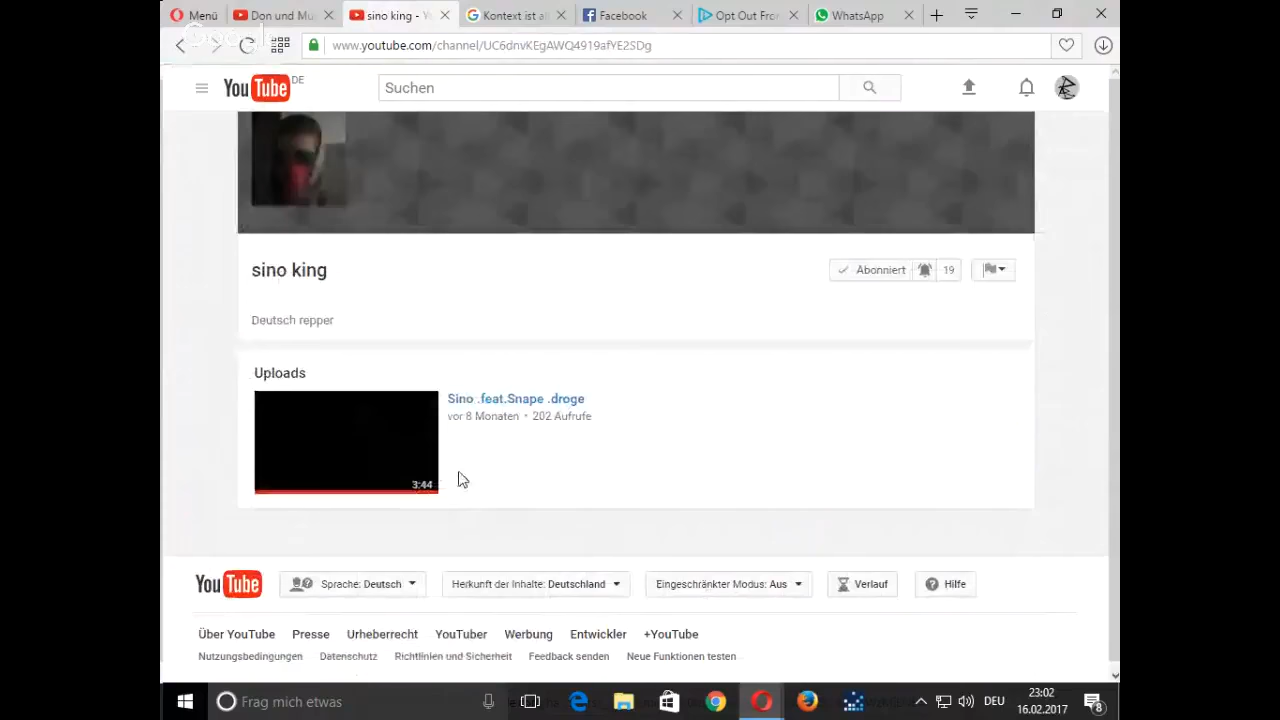 Menü Don und Mu sino king - Y Kontext ist al Facebook Opt Out Fror WhatsApp
www.youtube.com/channel/UC6dnvKEgAWQ4919afYE2SDg
YouTube DE Suchen
sino king
Abonniert 19
Deutsch repper
Uploads
Sino .feat.Snape .droge
vor 8 Monaten • 202 Aufrufe
3:44
YouTube Sprache: Deutsch Herkunft der Inhalte: Deutschland Eingeschränkter Modus: Aus Verlauf Hilfe
Über YouTube Presse Urheberrecht YouTuber Werbung Entwickler +YouTube
Nutzungsbedingungen Datenschutz Richtlinien und Sicherheit Feedback senden Neue Funktionen testen
Frag mich etwas DEU 23:02
16.02.2017 8